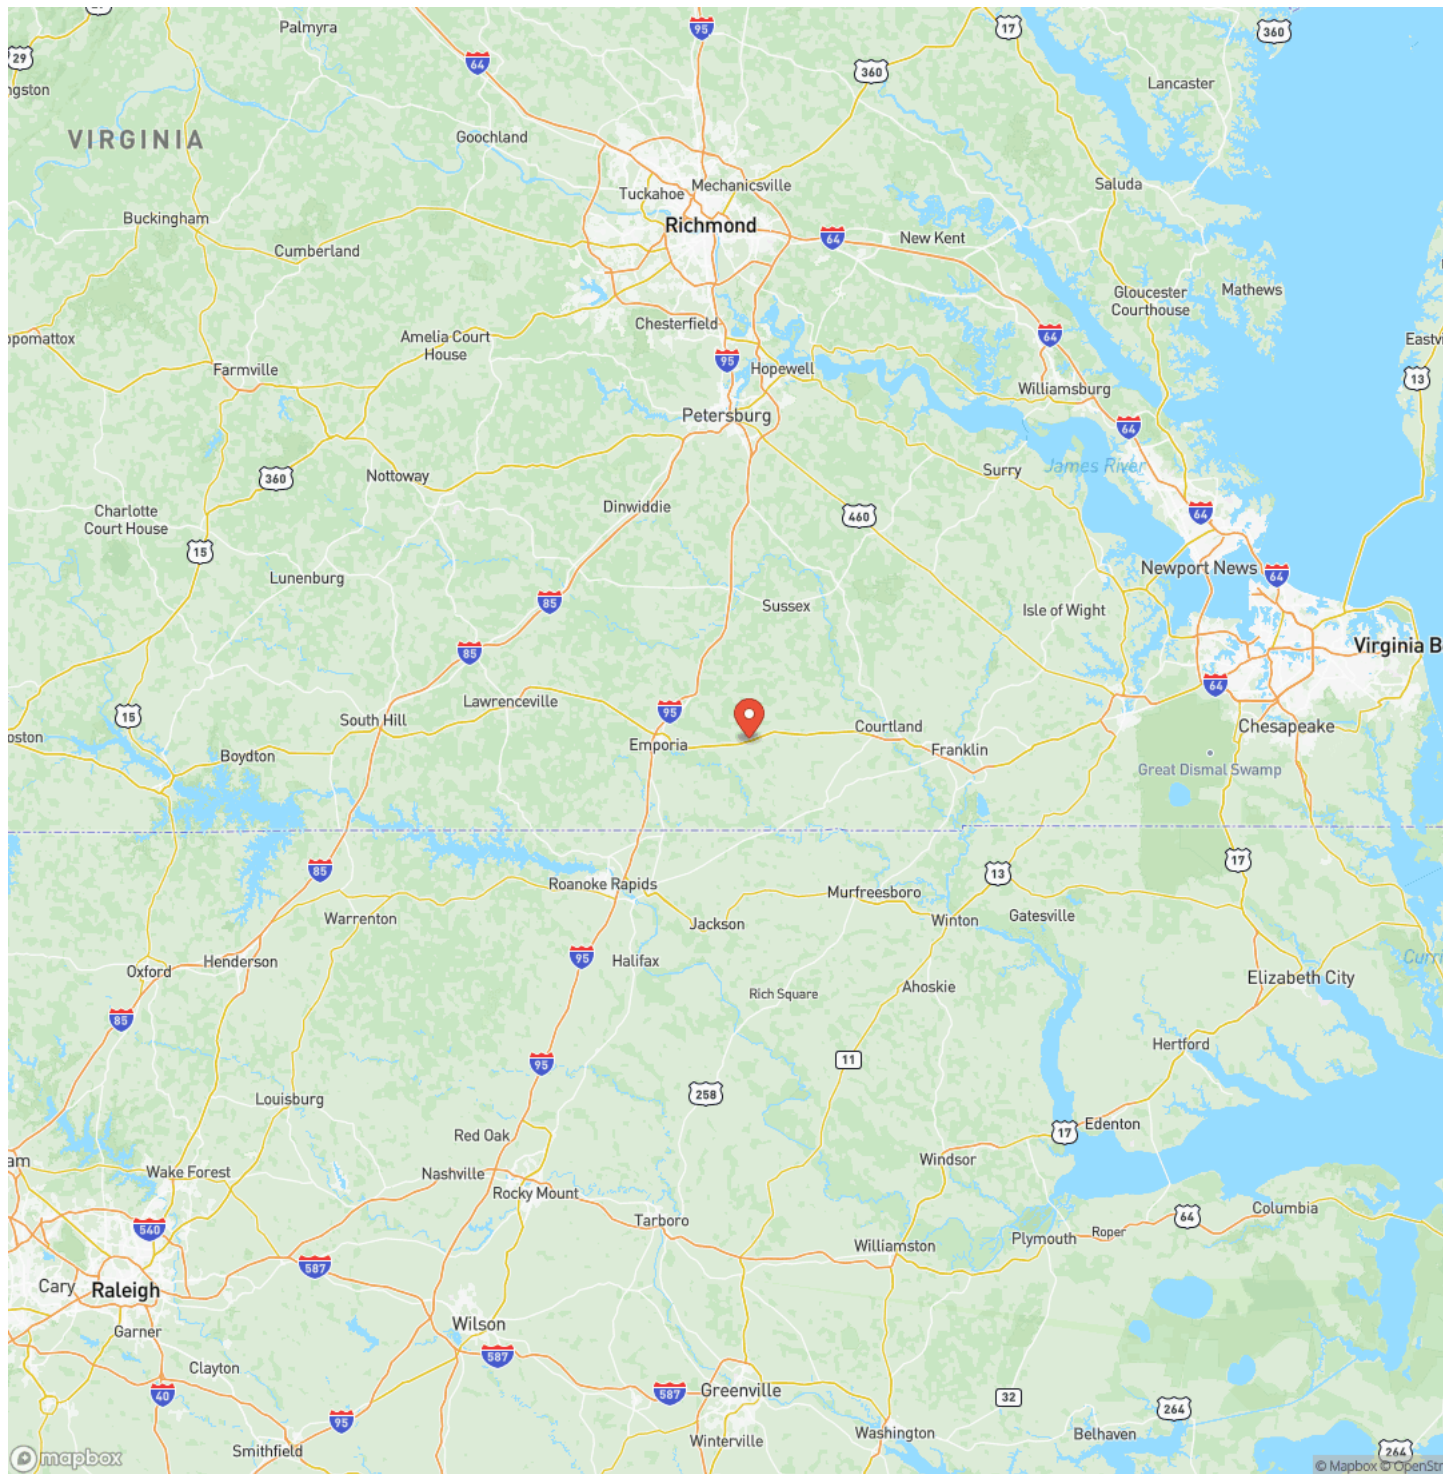 Palmyra
95
17
360
29
64
360
Lancaster
ngston
VIRGINIA
Goochland
Mechanicsville
Tuckahoe
Saluda
Buckingham
Richmond
Cumberland
64
New Kent
Mathews
Gloucester
Courthouse
Chesterfield
opomattox
Amelia Court
House
64
95
Farmville
Hopewell
13
Williamsburg
Petersburg
64
James River
Surry
360
Nottoway
Dinwiddie
Charlotte
Court House
460
64
15
Newport News
64
Lunenburg
85
Sussex
Isle of Wight
85
Virginia B
64
Lawrenceville
95
15
South Hill
Courtland
Chesapeake
oston
Emporia
Franklin
Boydton
Great Dismal Swamp
17
85
13
Roanoke Rapids
Murfreesboro
Warrenton
Jackson
Winton
Gatesville
95
Halifax
Oxford
Henderson
Curri
Elizabeth City
Rich Square
Ahoskie
85
Hertford
95
11
258
Louisburg
Edenton
17
Red Oak
am
Wake Forest
Nashville
Windsor
Rocky Mount
Columbia
540
Tarboro
64
Roper
Plymouth
Williamston
587
Cary
Raleigh
Wilson
Garner
587
Clayton
Greenville
587
40
32
264
95
Winterville
Washington
Belhaven
Smithfield
264
mapbox
© Mapbox © OpenStr